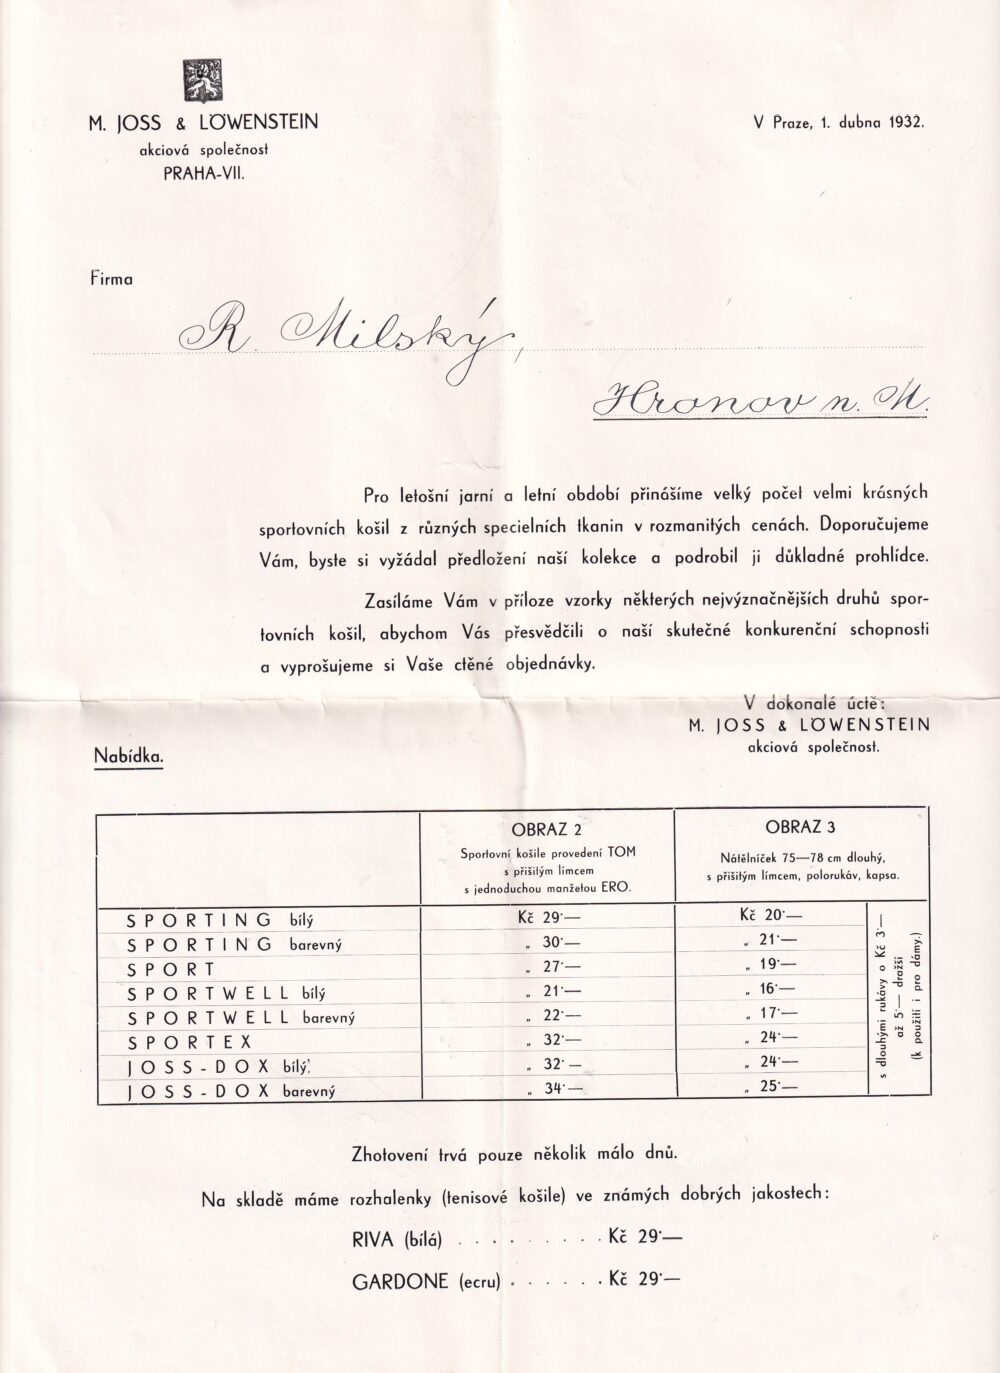 M. JOSS & LÖWENSTEIN
akciová společnost
PRAHA-VII.
V Praze, 1. dubna 1932.
Firma
R. Milský,
Hronov n. M.
Pro letošní jarní a letní období přinášíme velký počet velmi krásných
sportovních košil z různých specielních tkanin v rozmanitých cenách. Doporučujeme
Vám, byste si vyžádal předložení naší kolekce a podrobil ji důkladné prohlídce.
Zasíláme Vám v příloze vzorky některých nejvýznačnějších druhů spor-
tovních košil, abychom Vás přesvědčili o naší skutečné konkurenční schopnosti
a vyprošujeme si Vaše ctěné objednávky.
V dokonalé úctě:
M. JOSS & LÖWENSTEIN
akciová společnost.
Nabídka.
OBRAZ 2
Sportovní košile provedení TOM
s přišitým límcem
s jednoduchou manžetou ERO.
OBRAZ 3
Nátělníček 75—78 cm dlouhý,
s přišitým límcem, polorukáv, kapsa.
SPORTING bílý Kč 29·— Kč 20·—
SPORTING barevný „ 30·— „ 21·—
SPORT „ 27·— „ 19·—
SPORTWELL bílý „ 21·— „ 16·—
SPORTWELL barevný „ 22·— „ 17·—
SPORTEX „ 32·— „ 24·—
JOSS-DOX bílý „ 32·— „ 24·—
JOSS-DOX barevný „ 34·— „ 25·—
s dlouhými rukávy o Kč 3·—
až 5·— dražší
(k použití i pro dámy.)
Zhotovení trvá pouze několik málo dnů.
Na skladě máme rozhalenky (tenisové košile) ve známých dobrých jakostech:
RIVA (bílá) . . . . . . . . . Kč 29·—
GARDONE (ecru) . . . . . . Kč 29·—